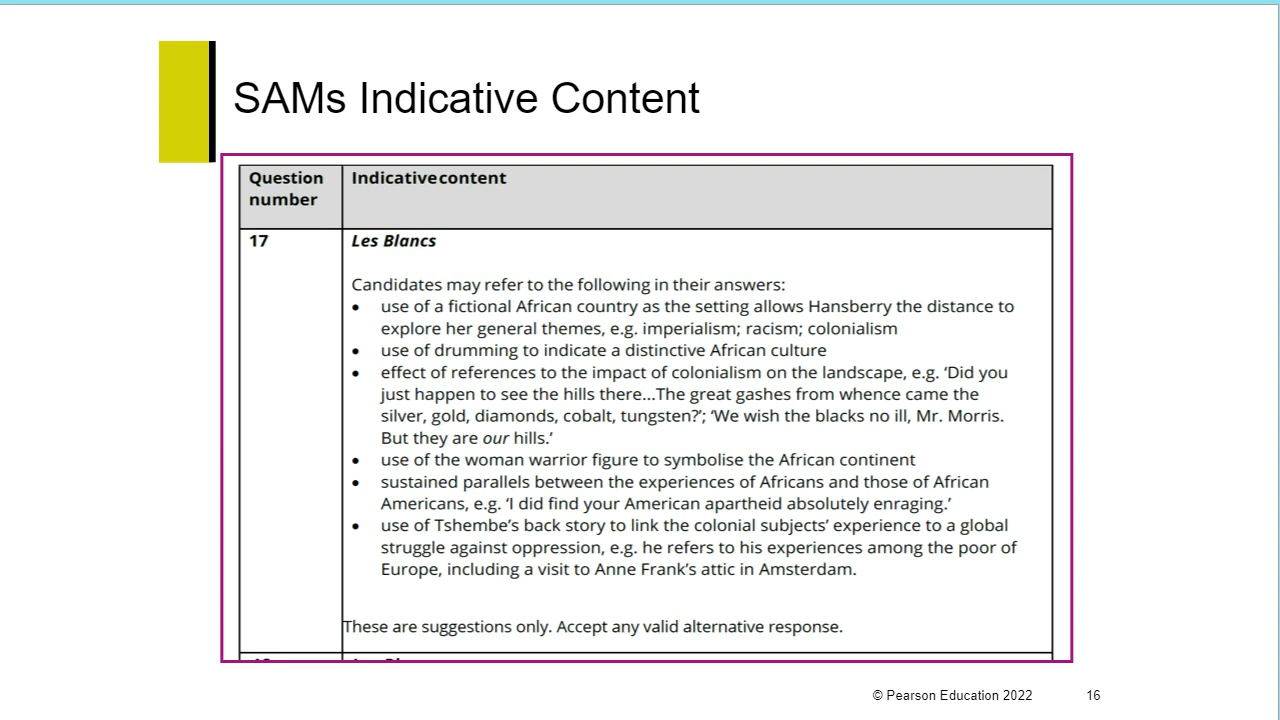 SAMs Indicative Content
Question
number
Indicative content
17
Les Blancs
Candidates may refer to the following in their answers:
• use of a fictional African country as the setting allows Hansberry the distance to
explore her general themes, e.g. imperialism; racism; colonialism
• use of drumming to indicate a distinctive African culture
• effect of references to the impact of colonialism on the landscape, e.g. ‘Did you
just happen to see the hills there...The great gashes from whence came the
silver, gold, diamonds, cobalt, tungsten?’; ‘We wish the blacks no ill, Mr. Morris.
But they are our hills.’
• use of the woman warrior figure to symbolise the African continent
• sustained parallels between the experiences of Africans and those of African
Americans, e.g. ‘I did find your American apartheid absolutely enraging.’
• use of Tshembe’s back story to link the colonial subjects’ experience to a global
struggle against oppression, e.g. he refers to his experiences among the poor of
Europe, including a visit to Anne Frank’s attic in Amsterdam.
These are suggestions only. Accept any valid alternative response.
© Pearson Education 2022
16